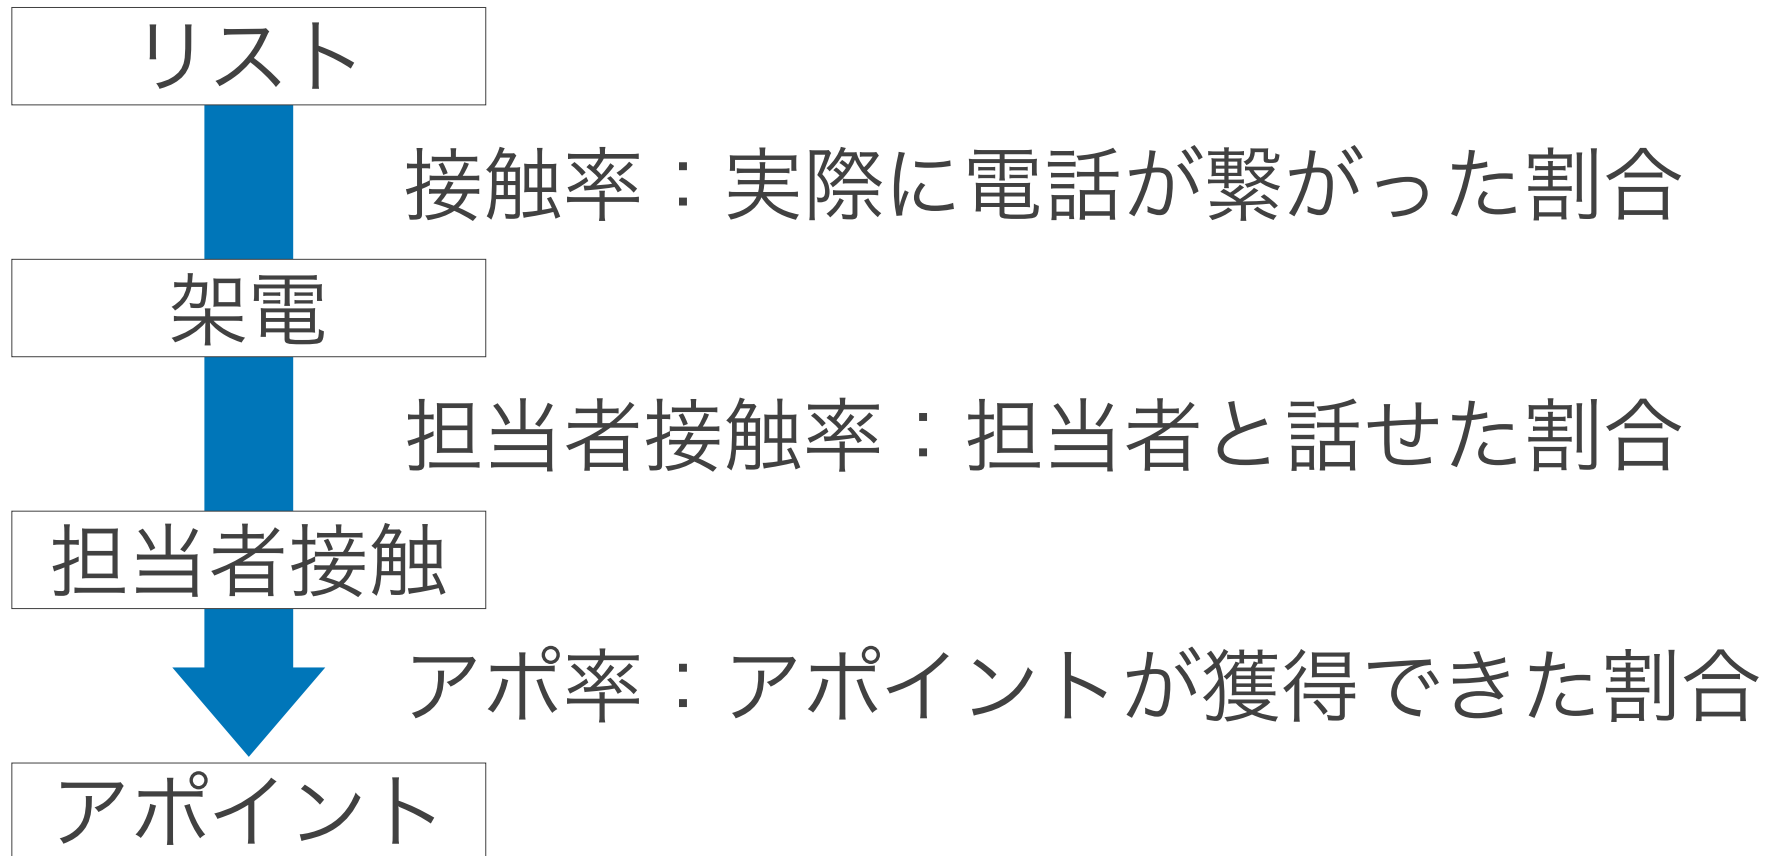 リスト
接触率：実際に電話が繋がった割合
架電
担当者接触率：担当者と話せた割合
担当者接触
アポ率：アポイントが獲得できた割合
アポイント